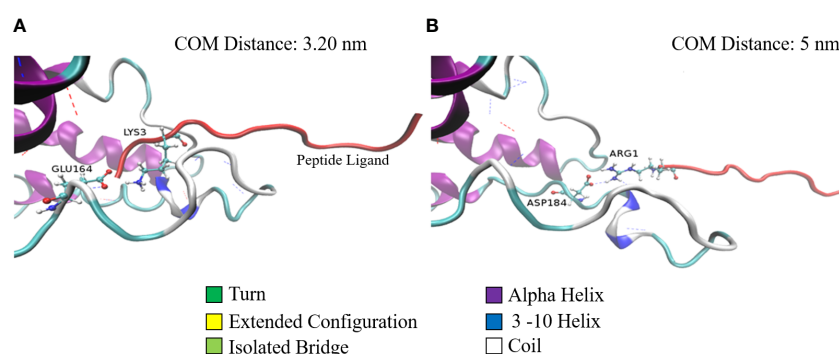 A
COM Distance: 3.20 nm
LYS3
GLU164
Peptide Ligand
B
COM Distance: 5 nm
ARG1
ASP184
Turn
Extended Configuration
Isolated Bridge
Alpha Helix
3 -10 Helix
Coil